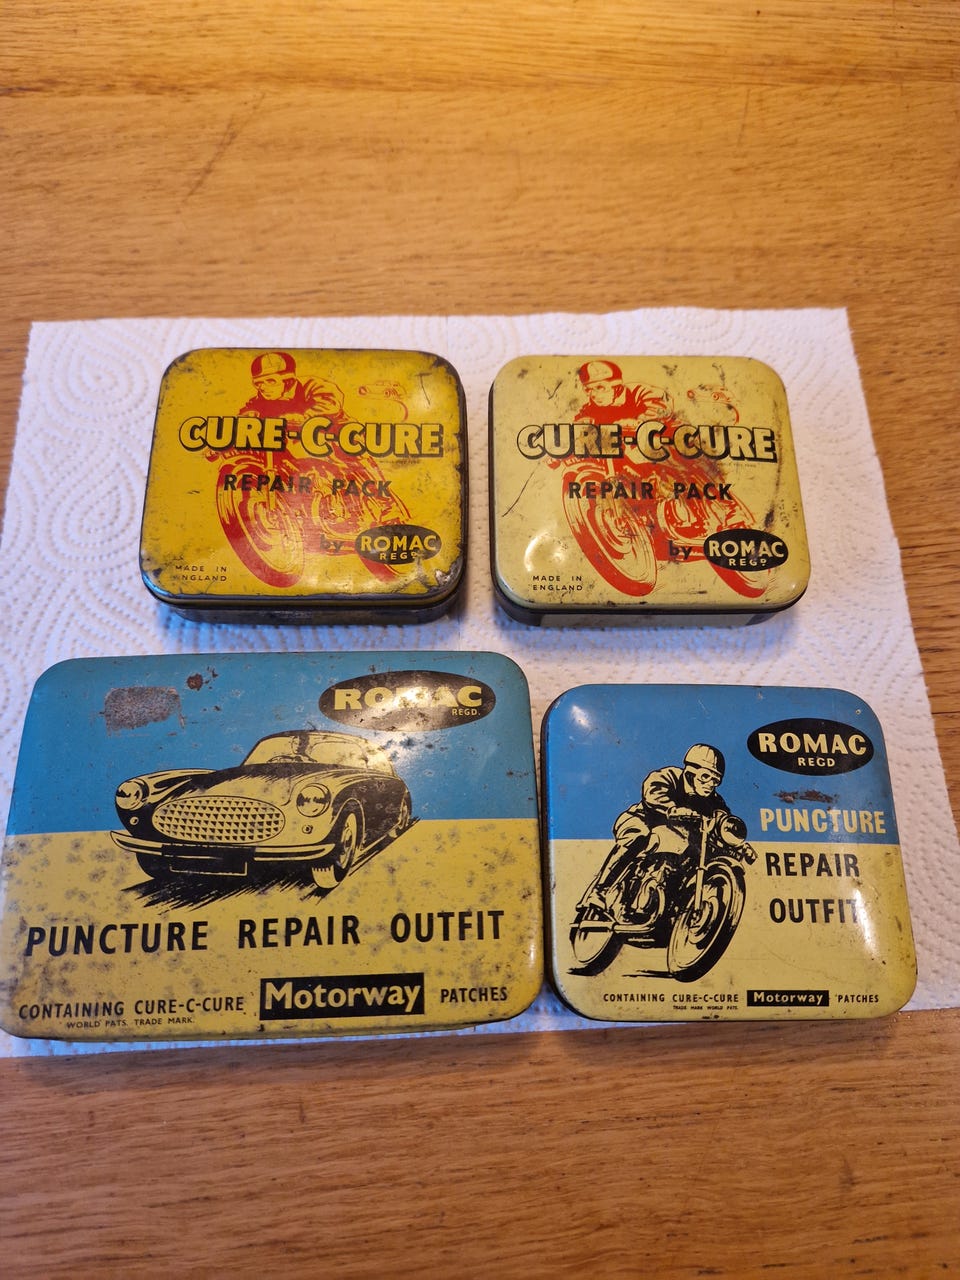 CURE-C-CURE
REPAIR PACK
by ROMAC
REGD
MADE IN
ENGLAND
CURE-C-CURE
REPAIR PACK
by ROMAC
REGD
MADE IN
ENGLAND
ROMAC
REGD.
PUNCTURE REPAIR OUTFIT
CONTAINING CURE-C-CURE Motorway PATCHES
WORLD PATS. TRADE MARK.
ROMAC
REGD
PUNCTURE
REPAIR
OUTFIT
CONTAINING CURE-C-CURE Motorway PATCHES
TRADE MARK WORLD PATS.